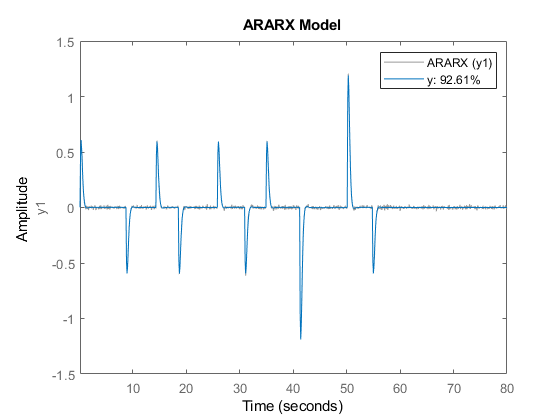 ARARX Model
ARARX (y1)
y: 92.61%
1.5
1
0.5
0
-0.5
-1
-1.5
Amplitude
y1
10 20 30 40 50 60 70 80
Time (seconds)